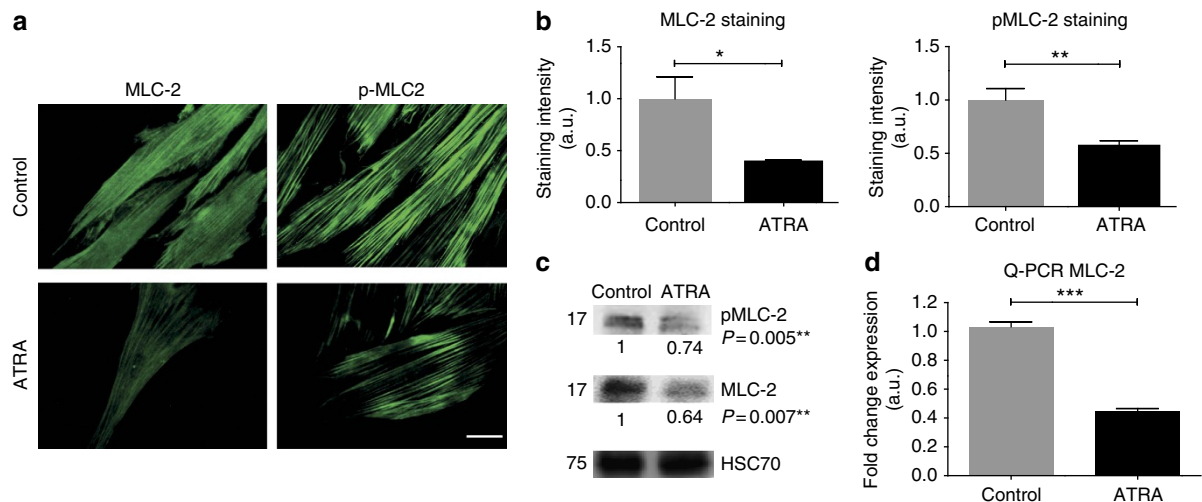 a
MLC-2 p-MLC2
Control
ATRA
b
MLC-2 staining
Staining intensity
(a.u.)
1.5
1.0
0.5
0.0
*
Control ATRA
pMLC-2 staining
Staining intensity
(a.u.)
1.5
1.0
0.5
0.0
**
Control ATRA
c
Control ATRA
17 pMLC-2
P=0.005**
1 0.74
17 MLC-2
1 0.64 P=0.007**
75 HSC70
d
Q-PCR MLC-2
Fold change expression
(a.u.)
1.2
1.0
0.8
0.6
0.4
0.2
0.0
***
Control ATRA